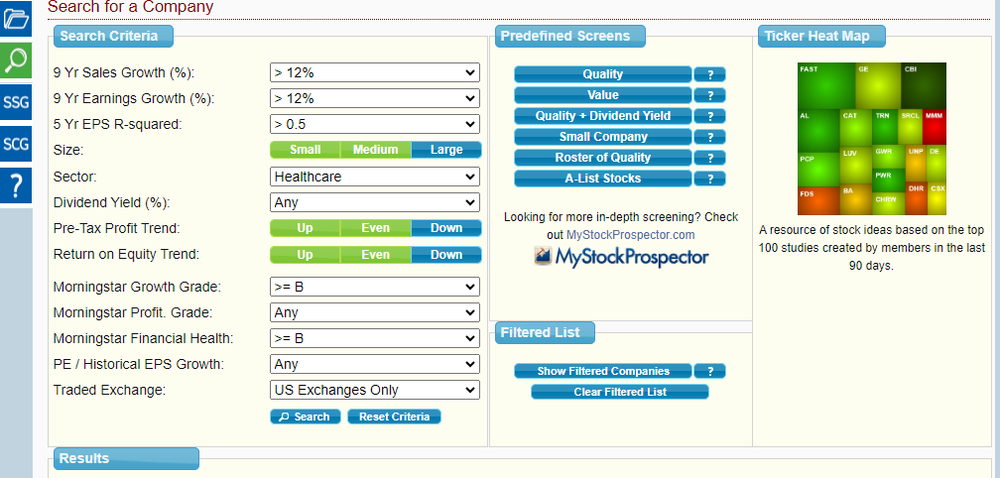 Search for a Company
Search Criteria
9 Yr Sales Growth (%): > 12%
9 Yr Earnings Growth (%): > 12%
5 Yr EPS R-squared: > 0.5
Size: Small Medium Large
Sector: Healthcare
Dividend Yield (%): Any
Pre-Tax Profit Trend: Up Even Down
Return on Equity Trend: Up Even Down
Morningstar Growth Grade: >= B
Morningstar Profit. Grade: Any
Morningstar Financial Health: >= B
PE / Historical EPS Growth: Any
Traded Exchange: US Exchanges Only
Search Reset Criteria
SSG
SCG
?
Predefined Screens
Quality ?
Value ?
Quality + Dividend Yield ?
Small Company ?
Roster of Quality ?
A-List Stocks ?
Looking for more in-depth screening? Check
out MyStockProspector.com
MyStockProspector
Filtered List
Show Filtered Companies ?
Clear Filtered List
Ticker Heat Map
FAST GE CBI
AL CAT TRN SRCL MMM
PCP LUV GWR UNP DE
PWR
FDS BA CHRW DHR CSX
A resource of stock ideas based on the top
100 studies created by members in the last
90 days.
Results